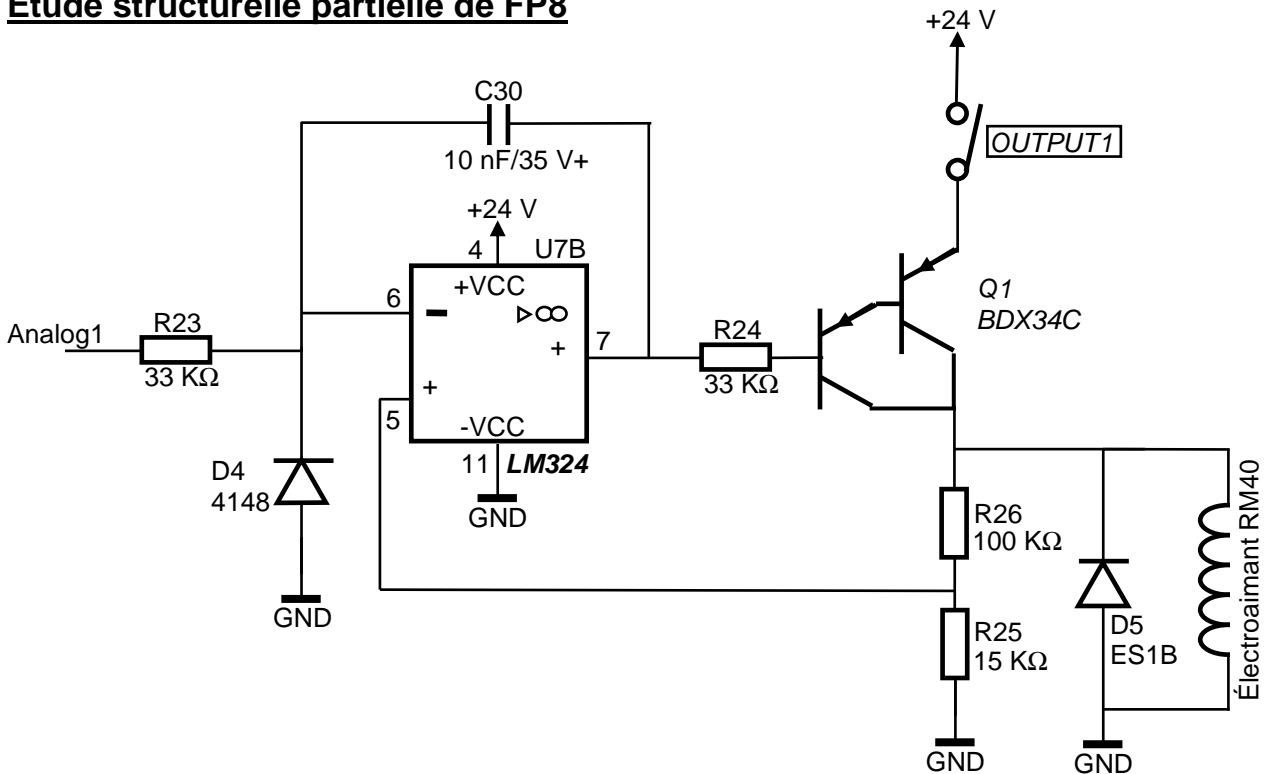 Etude structurelle partielle de FP8
+24 V
C30
10 nF/35 V+
OUTPUT1
+24 V
4
U7B
+VCC
6
▷∞
Q1
BDX34C
Analog1
R23
33 KΩ
-
+
7
R24
33 KΩ
+
5
-VCC
11
LM324
GND
D4
4148
GND
R26
100 KΩ
R25
15 KΩ
GND
D5
ES1B
GND
Électroaimant RM40